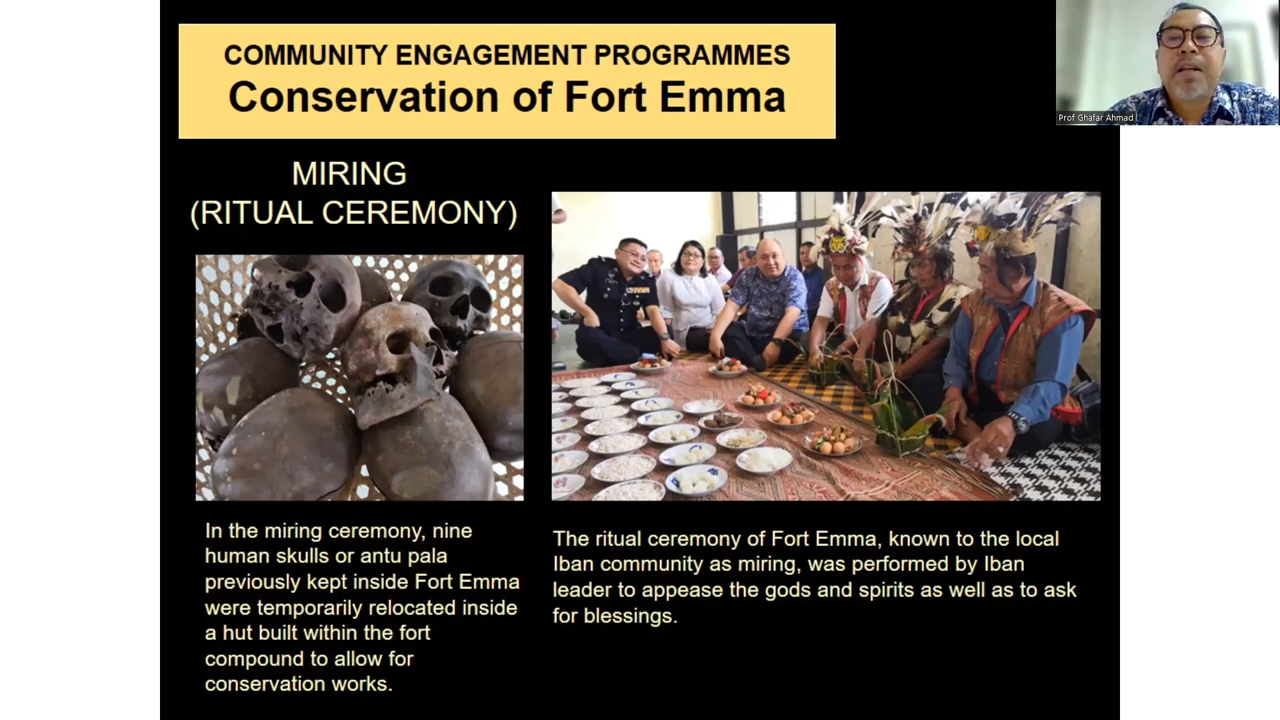 COMMUNITY ENGAGEMENT PROGRAMMES
Conservation of Fort Emma
Prof Ghafar Ahmad
MIRING
(RITUAL CEREMONY)
In the miring ceremony, nine
human skulls or antu pala
previously kept inside Fort Emma
were temporarily relocated inside
a hut built within the fort
compound to allow for
conservation works.
The ritual ceremony of Fort Emma, known to the local
Iban community as miring, was performed by Iban
leader to appease the gods and spirits as well as to ask
for blessings.